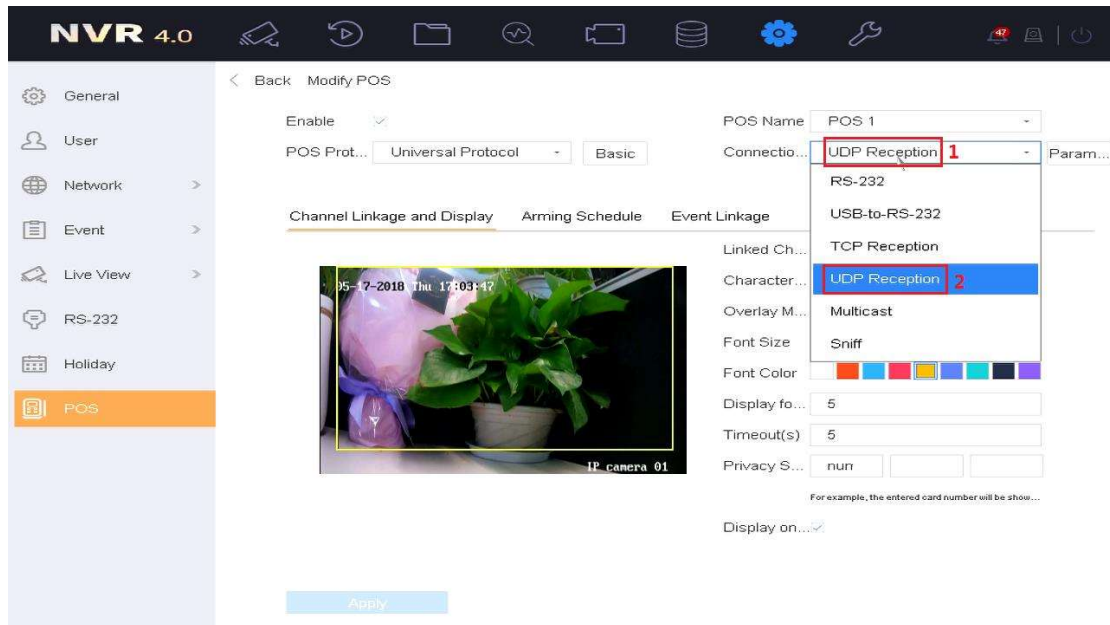 NVR 4.0
47
Back Modify POS
General
User
Network
Event
Live View
RS-232
Holiday
POS
Enable
POS Name POS 1
POS Prot... Universal Protocol Basic
Connectio... UDP Reception 1 Param...
RS-232
USB-to-RS-232
TCP Reception
UDP Reception 2
Multicast
Sniff
Channel Linkage and Display Arming Schedule Event Linkage
05-17-2018 Thu 17:03:47
IP camera 01
Linked Ch...
Character...
Overlay M...
Font Size
Font Color
Display fo... 5
Timeout(s) 5
Privacy S... num
For example, the entered card number will be show...
Display on...
Apply